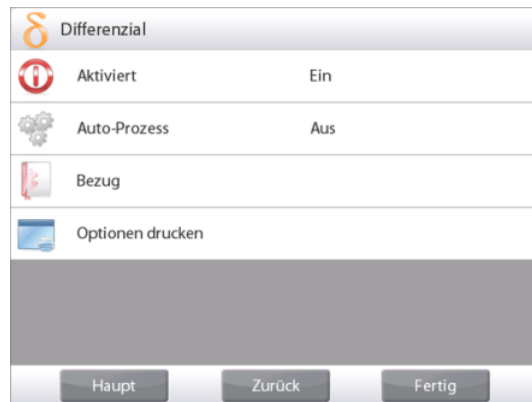 δ Differenzial
Aktiviert Ein
Auto-Prozess Aus
Bezug
Optionen drucken
Haupt Zurück Fertig